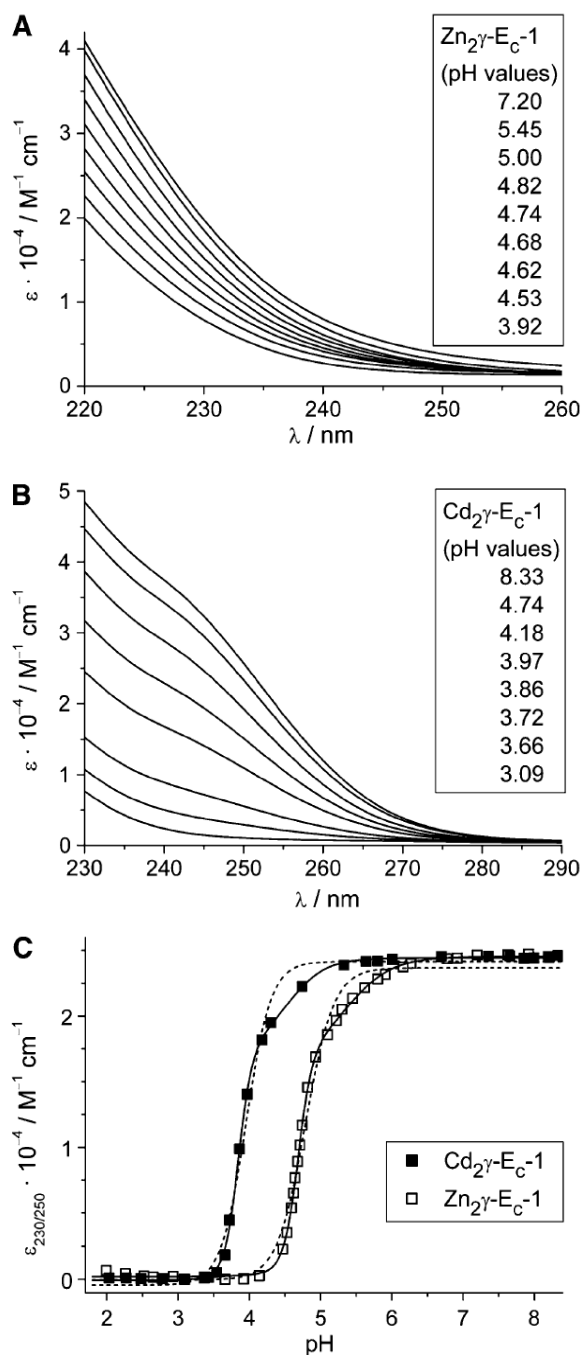 A
Zn₂γ-E_C-1
(pH values)
7.20
5.45
5.00
4.82
4.74
4.68
4.62
4.53
3.92
ε · 10⁻⁴ / M⁻¹ cm⁻¹
4
3
2
1
0
220 230 240 250 260
λ / nm
B
Cd₂γ-E_C-1
(pH values)
8.33
4.74
4.18
3.97
3.86
3.72
3.66
3.09
ε · 10⁻⁴ / M⁻¹ cm⁻¹
5
4
3
2
1
0
230 240 250 260 270 280 290
λ / nm
C
ε₂₃₀/₂₅₀ · 10⁻⁴ / M⁻¹ cm⁻¹
2
1
0
Cd₂γ-E_C-1
Zn₂γ-E_C-1
2 3 4 5 6 7 8
pH